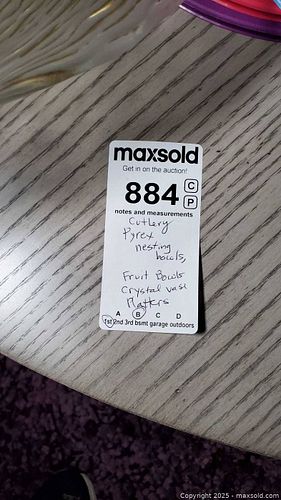 maxsold
Get in on the auction!
884 C
P
notes and measurements
Cutlery
Pyrex
nesting
bowls,
Fruit Bowls
Crystal vase
Platters
A B C D
1st 2nd 3rd bsmt garage outdoors
Copyright 2025 - maxsold.com